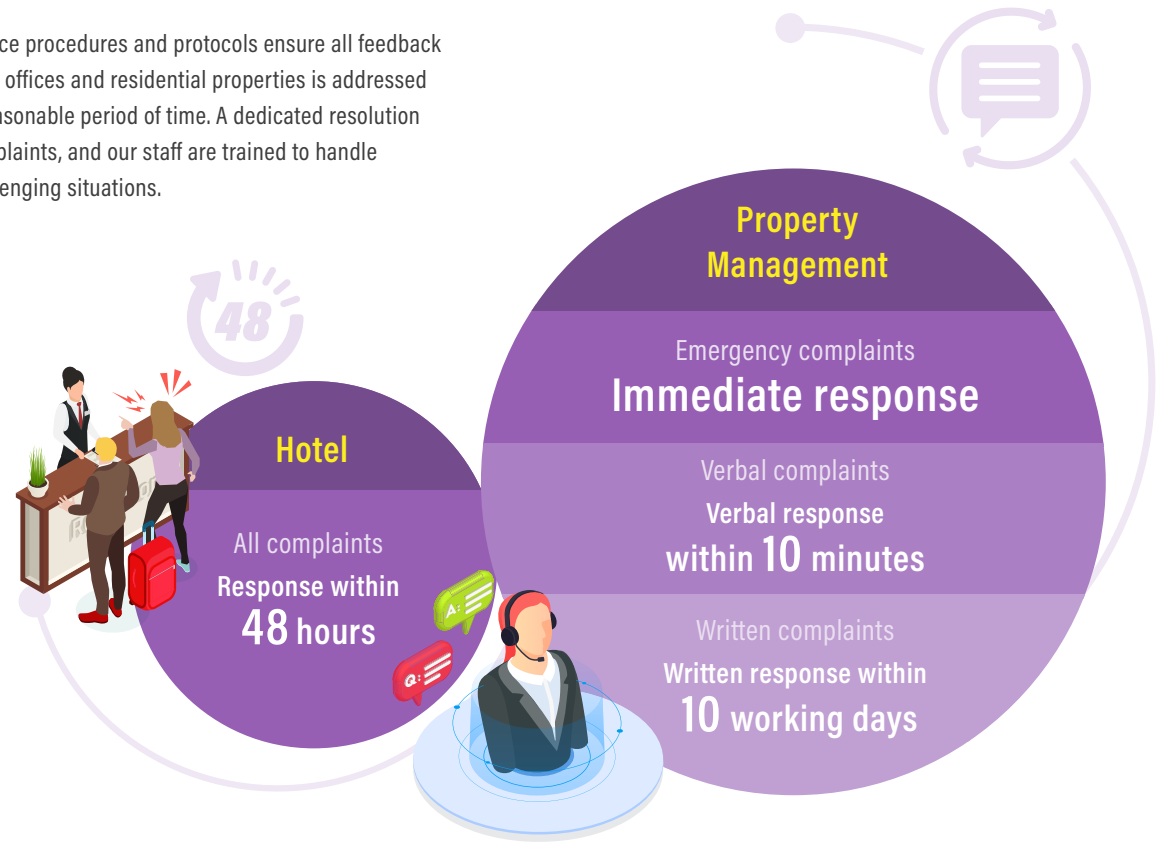 ce procedures and protocols ensure all feedback
offices and residential properties is addressed
asonable period of time. A dedicated resolution
plaints, and our staff are trained to handle
enging situations.
48
Hotel
All complaints
Response within
48 hours
A:
Q:
Property
Management
Emergency complaints
Immediate response
Verbal complaints
Verbal response
within 10 minutes
Written complaints
Written response within
10 working days